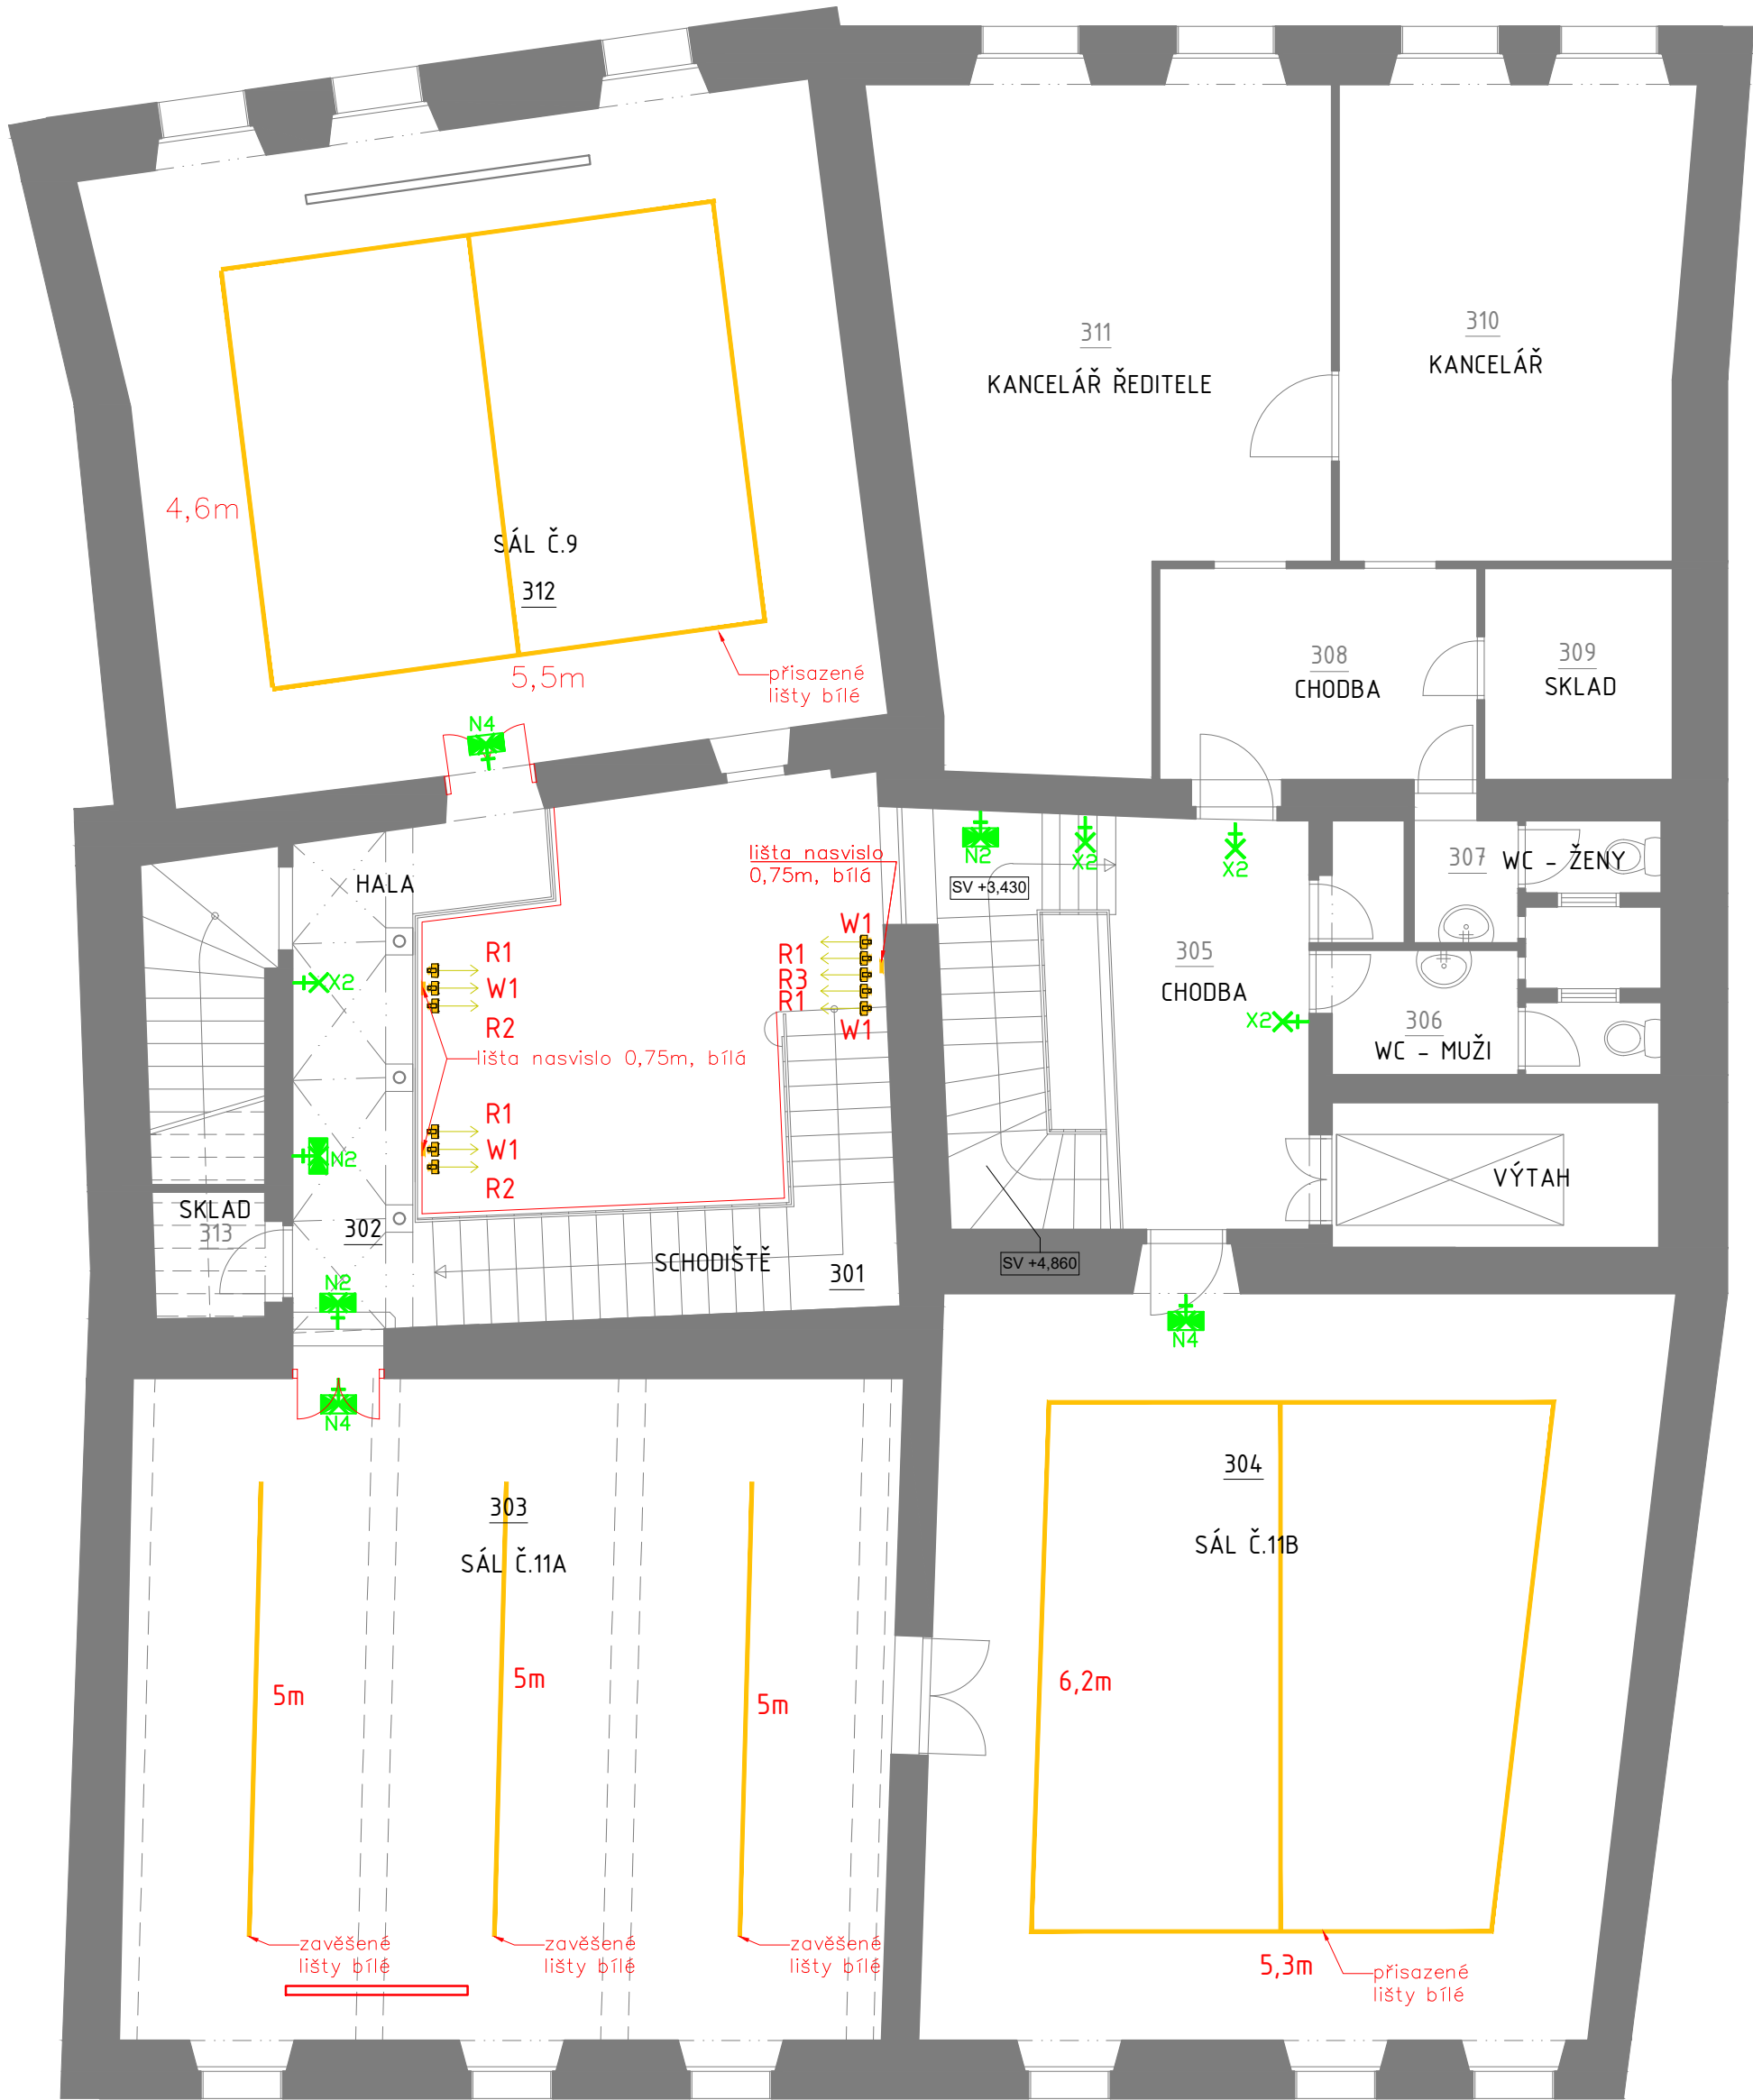 311
KANCELÁŘ ŘEDITELE
310
KANCELÁŘ
4,6m
SÁL Č.9
312
5,5m
přisazené
lišty bílé
308
CHODBA
309
SKLAD
N4
N2
X2
X2
307
WC - ŽENY
lišta nasvislo
0,75m, bílá
SV +3,430
HALA
W1
R1
R3
R1
W1
R1
W1
R2
X2
305
CHODBA
X2
306
WC - MUŽI
lišta nasvislo 0,75m, bílá
R1
W1
R2
N2
VÝTAH
SKLAD
313
302
SCHODIŠTĚ
301
SV +4,860
N2
N4
N4
303
SÁL Č.11A
304
SÁL Č.11B
5m
5m
5m
6,2m
zavěšené
lišty bílé
zavěšené
lišty bílé
zavěšené
lišty bílé
5,3m
přisazené
lišty bílé